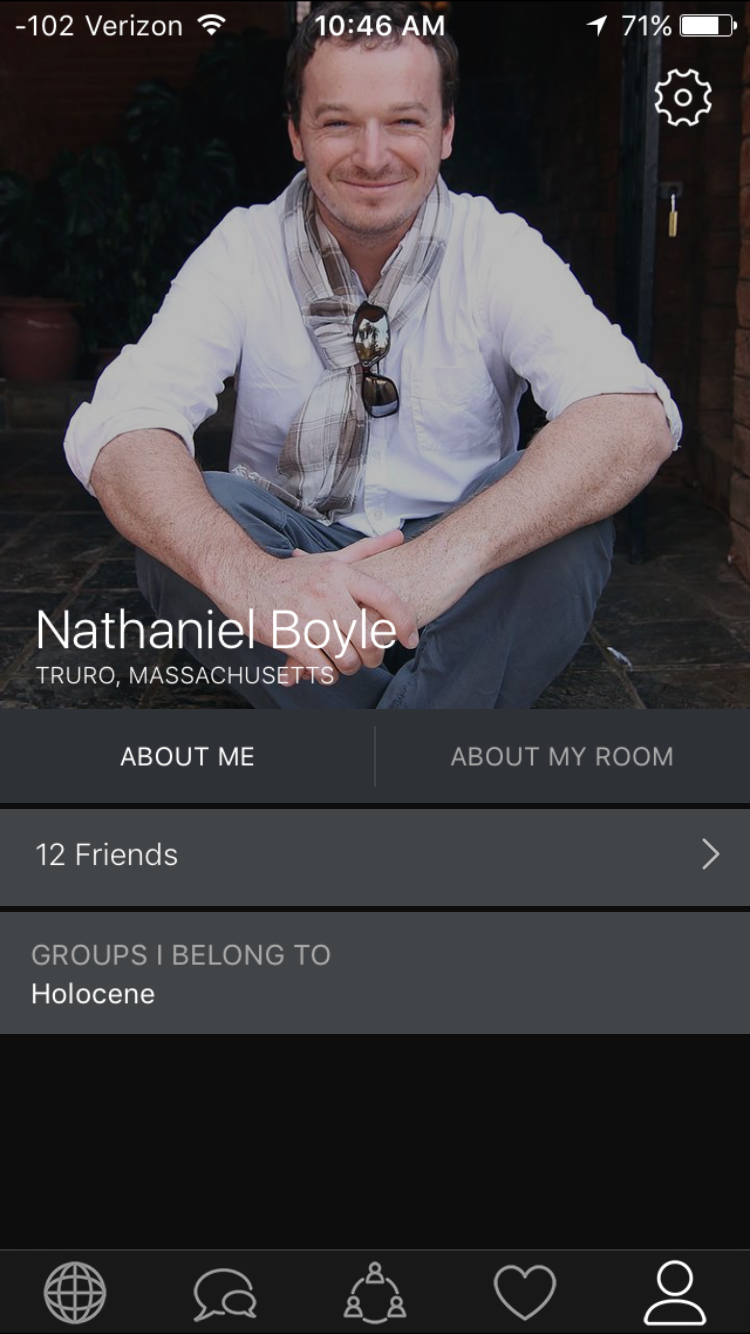 -102 Verizon 10:46 AM 71%
Nathaniel Boyle
TRURO, MASSACHUSETTS
ABOUT ME ABOUT MY ROOM
12 Friends
GROUPS I BELONG TO
Holocene